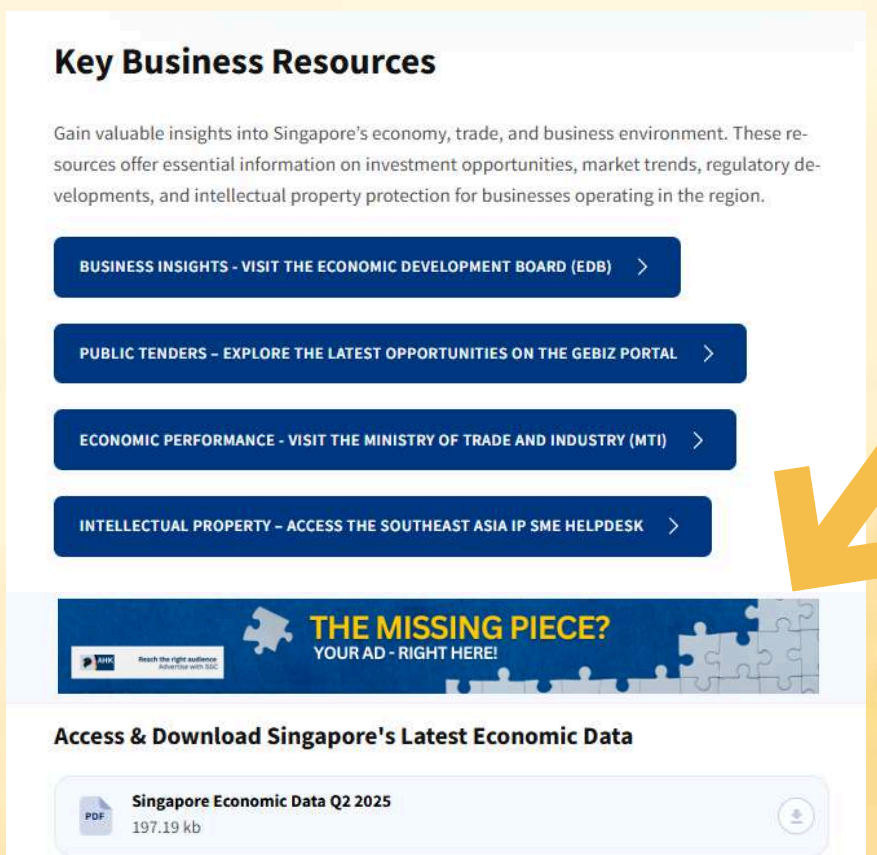 Key Business Resources
Gain valuable insights into Singapore's economy, trade, and business environment. These re-
sources offer essential information on investment opportunities, market trends, regulatory de-
velopments, and intellectual property protection for businesses operating in the region.
BUSINESS INSIGHTS - VISIT THE ECONOMIC DEVELOPMENT BOARD (EDB)
PUBLIC TENDERS – EXPLORE THE LATEST OPPORTUNITIES ON THE GEBIZ PORTAL
ECONOMIC PERFORMANCE - VISIT THE MINISTRY OF TRADE AND INDUSTRY (MTI)
INTELLECTUAL PROPERTY – ACCESS THE SOUTHEAST ASIA IP SME HELPDESK
THE MISSING PIECE?
YOUR AD - RIGHT HERE!
AHK
Reach the right audience
Advertise with SGC
Access & Download Singapore's Latest Economic Data
PDF
Singapore Economic Data Q2 2025
197.19 kb